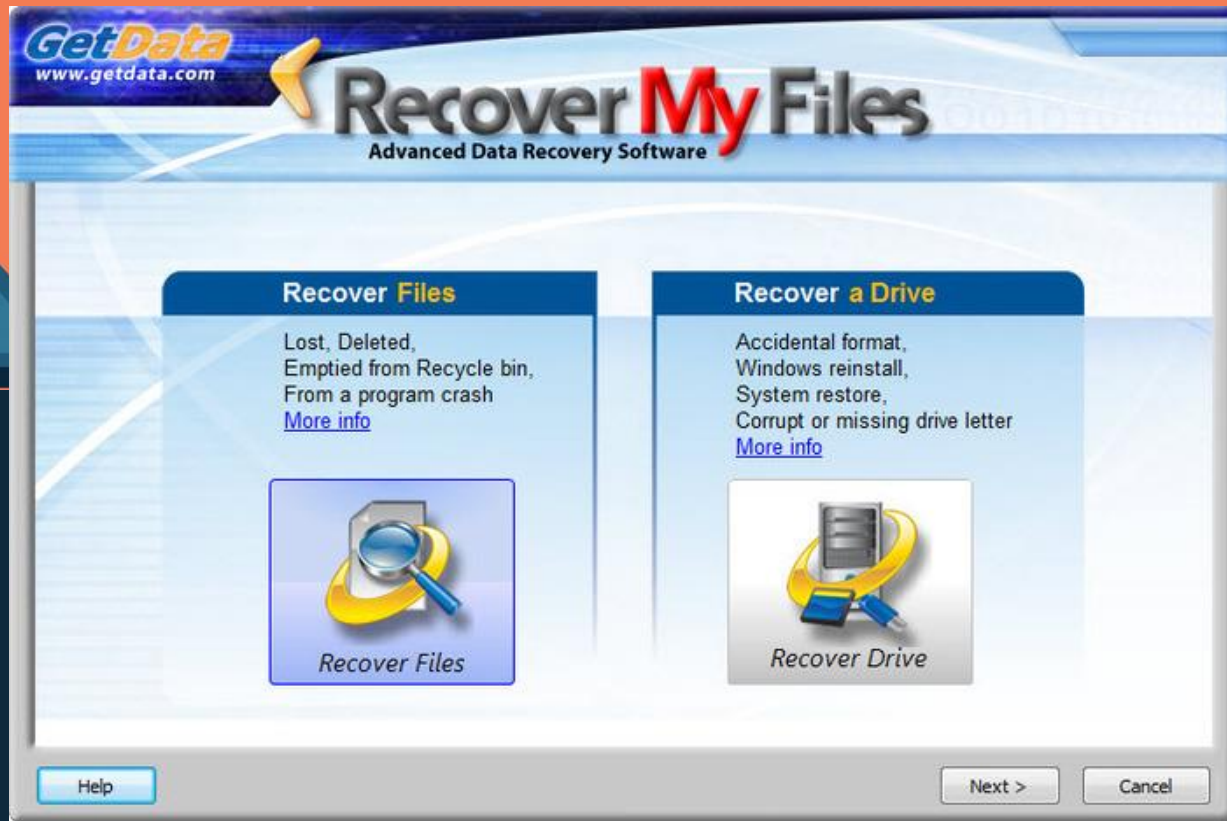 GetData
www.getdata.com
Recover My Files
Advanced Data Recovery Software
Recover Files
Lost, Deleted,
Emptied from Recycle bin,
From a program crash
More info
Recover Files
Recover a Drive
Accidental format,
Windows reinstall,
System restore,
Corrupt or missing drive letter
More info
Recover Drive
Help
Next >
Cancel